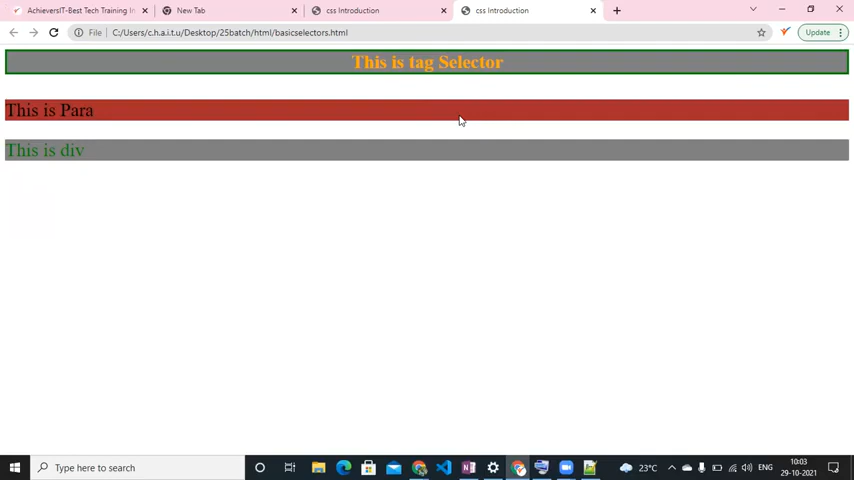 AchieversIT-Best Tech Training In
New Tab
css Introduction
css Introduction
File
C:/Users/c.h.a.i.t.u/Desktop/25batch/html/basicselectors.html
Update
This is tag Selector
This is Para
This is div
Type here to search
23°C
ENG
10:03
29-10-2021